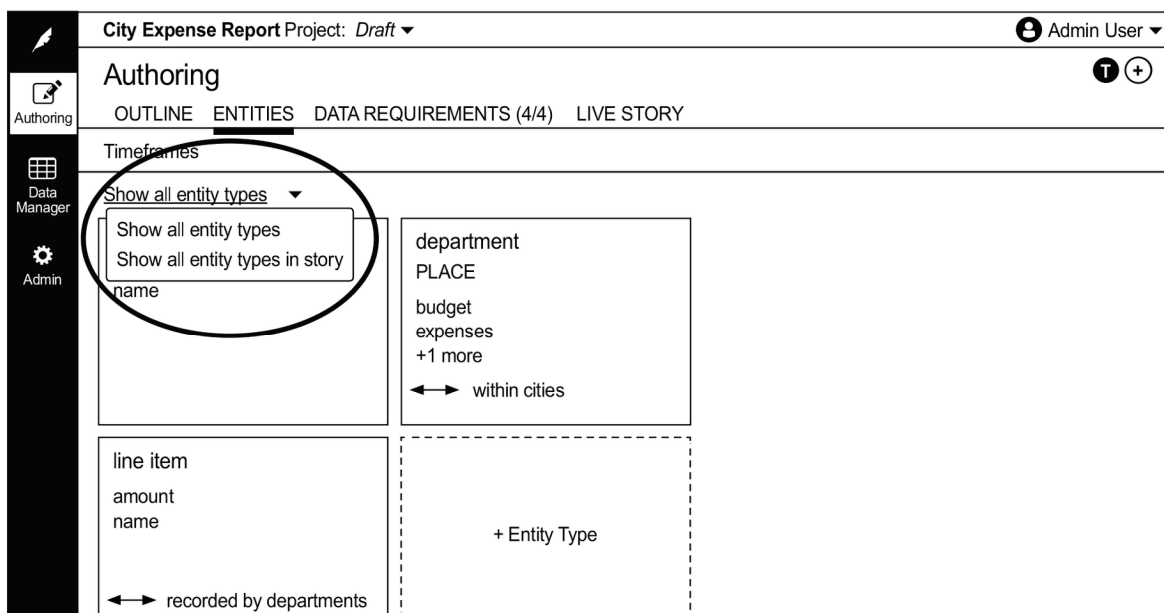 City Expense Report Project: Draft
Admin User
Authoring
T +
Authoring
OUTLINE ENTITIES DATA REQUIREMENTS (4/4) LIVE STORY
Timeframes
Data
Manager
Show all entity types
Show all entity types
Show all entity types in story
name
Admin
department
PLACE
budget
expenses
+1 more
within cities
line item
amount
name
recorded by departments
+ Entity Type